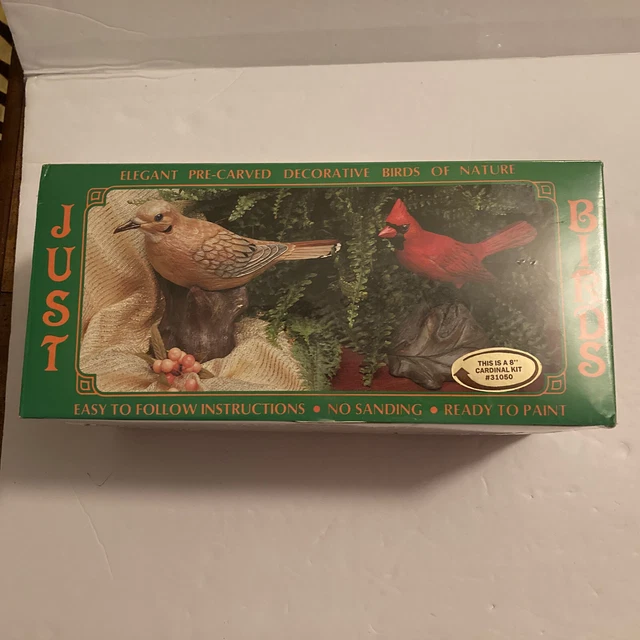 ELEGANT PRE-CARVED DECORATIVE BIRDS OF NATURE
JUST
BIRDS
THIS IS A 8"
CARDINAL KIT
#31050
EASY TO FOLLOW INSTRUCTIONS • NO SANDING • READY TO PAINT